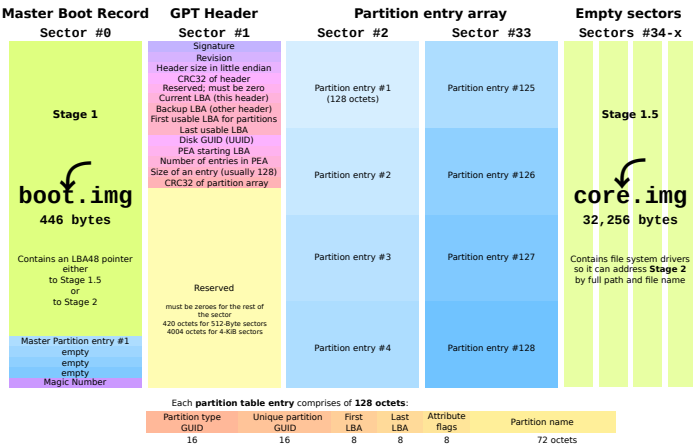 Master Boot Record
Sector #0
Stage 1
boot.img
446 bytes
Contains an LBA48 pointer
either
to Stage 1.5
or
to Stage 2
Master Partition entry #1
empty
empty
empty
Magic Number
GPT Header
Sector #1
Signature
Revision
Header size in little endian
CRC32 of header
Reserved; must be zero
Current LBA (this header)
Backup LBA (other header)
First usable LBA for partitions
Last usable LBA
Disk GUID (UUID)
PEA starting LBA
Number of entries in PEA
Size of an entry (usually 128)
CRC32 of partition array
Reserved
must be zeroes for the rest of
the sector
420 octets for 512-Byte sectors
4004 octets for 4-KiB sectors
Partition entry array
Sector #2
Sector #33
Partition entry #1
(128 octets)
Partition entry #2
Partition entry #3
Partition entry #4
Partition entry #125
Partition entry #126
Partition entry #127
Partition entry #128
Empty sectors
Sectors #34-x
Stage 1.5
core.img
32,256 bytes
Contains file system drivers
so it can address Stage 2
by full path and file name
Each partition table entry comprises of 128 octets:
Partition type
GUID
16
Unique partition
GUID
16
First
LBA
8
Last
LBA
8
Attribute
flags
8
Partition name
72 octets